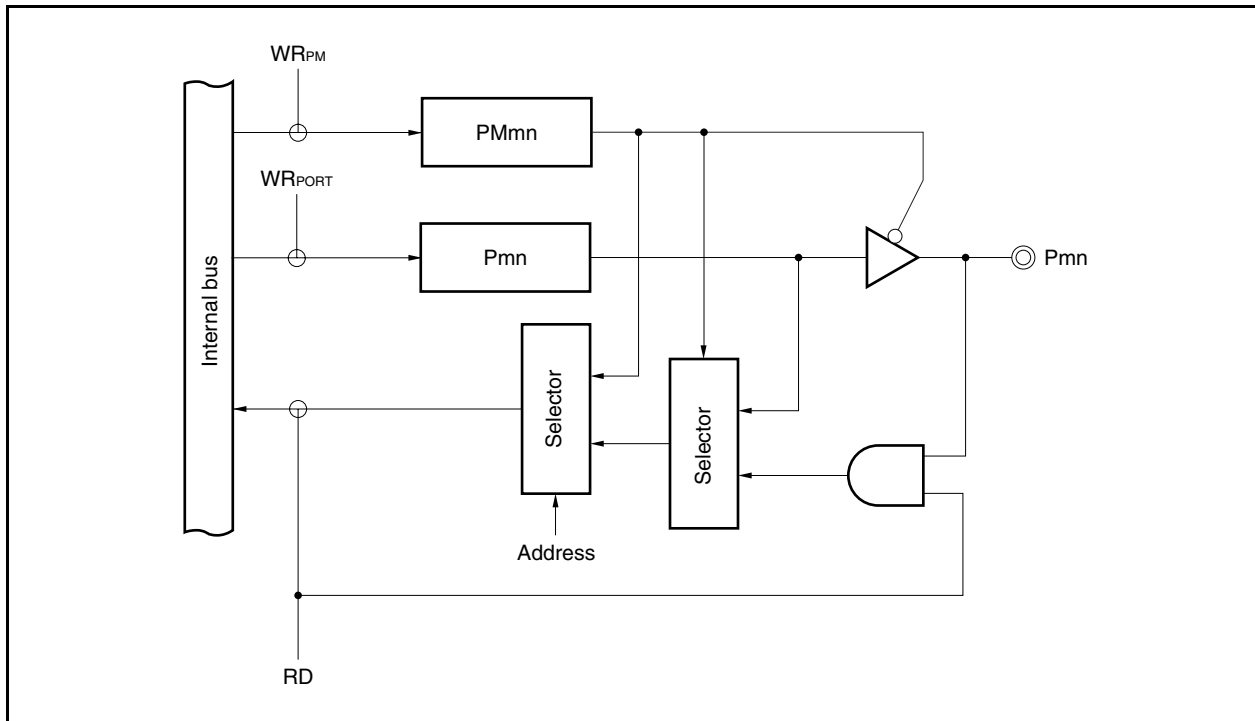 WRPM
PMmn
WRPORT
Pmn
Pmn
Internal bus
Selector
Selector
Address
RD